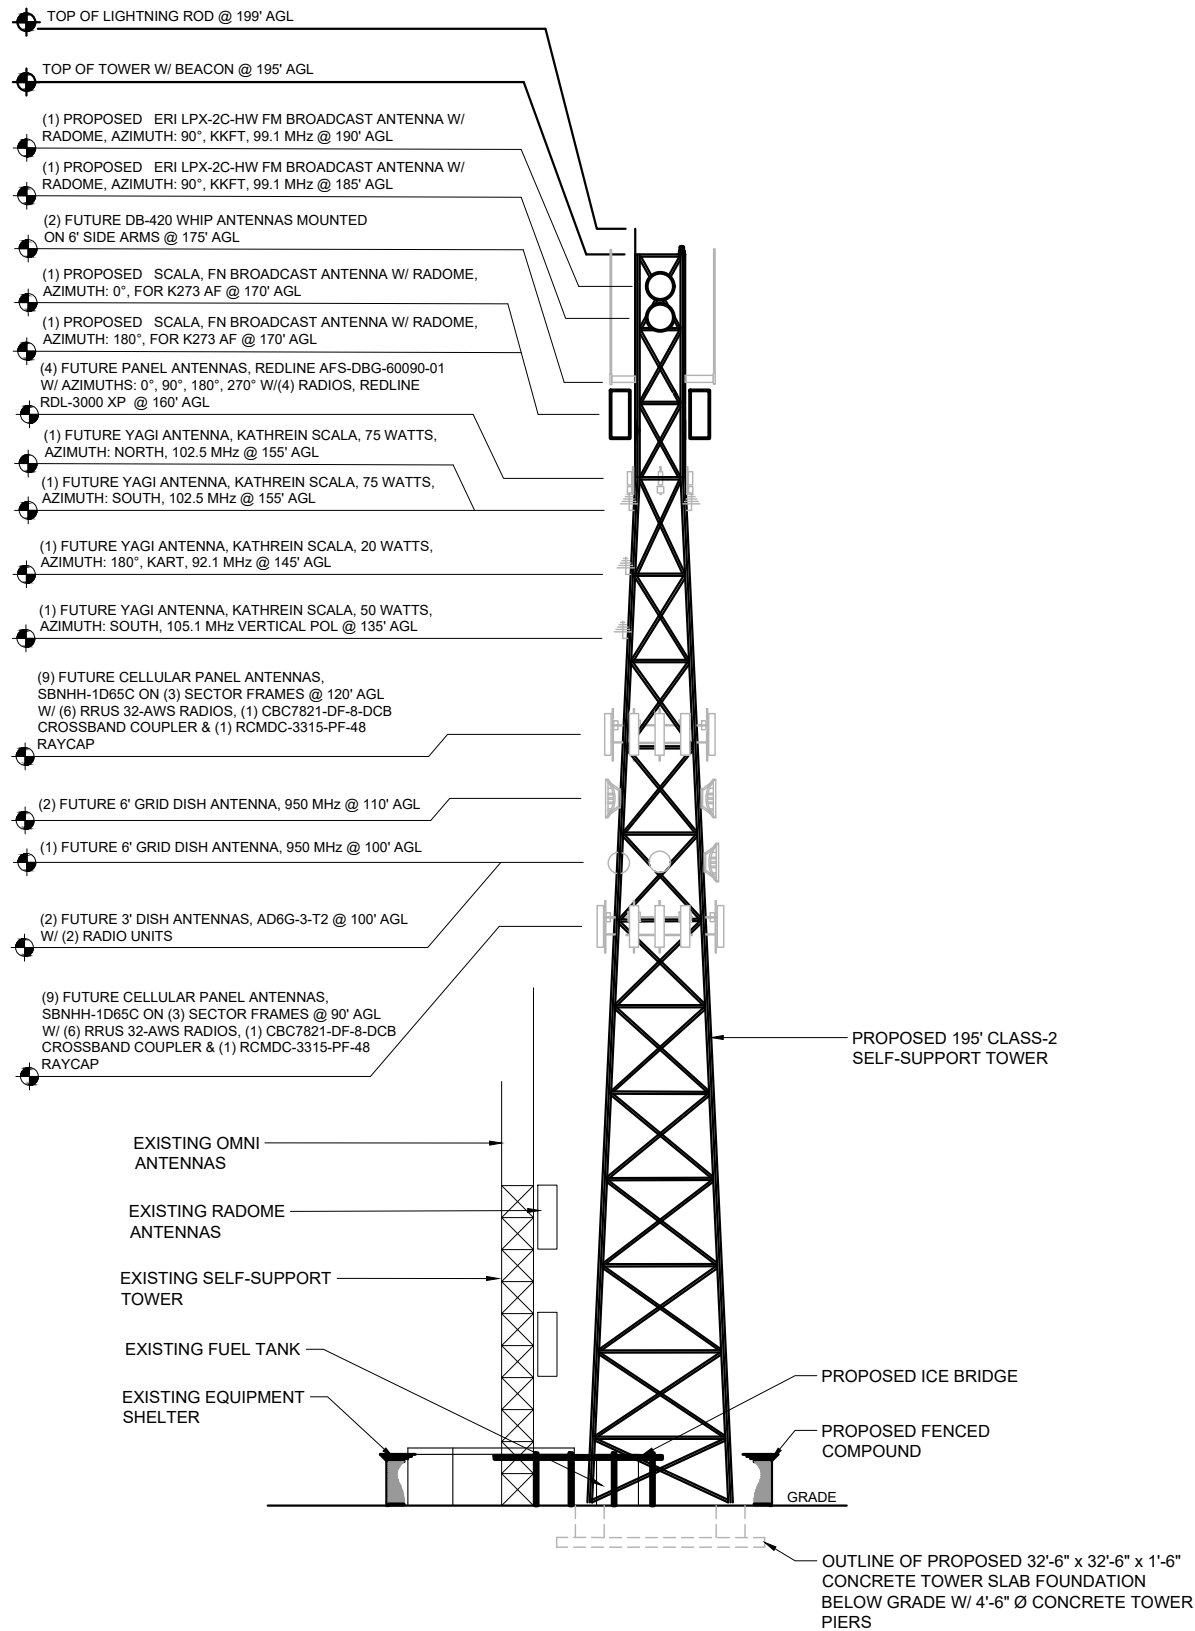 TOP OF LIGHTNING ROD @ 199' AGL
TOP OF TOWER W/ BEACON @ 195' AGL
(1) PROPOSED ERI LPX-2C-HW FM BROADCAST ANTENNA W/
RADOME, AZIMUTH: 90°, KKFT, 99.1 MHz @ 190' AGL
(1) PROPOSED ERI LPX-2C-HW FM BROADCAST ANTENNA W/
RADOME, AZIMUTH: 90°, KKFT, 99.1 MHz @ 185' AGL
(2) FUTURE DB-420 WHIP ANTENNAS MOUNTED
ON 6' SIDE ARMS @ 175' AGL
(1) PROPOSED SCALA, FN BROADCAST ANTENNA W/ RADOME,
AZIMUTH: 0°, FOR K273 AF @ 170' AGL
(1) PROPOSED SCALA, FN BROADCAST ANTENNA W/ RADOME,
AZIMUTH: 180°, FOR K273 AF @ 170' AGL
(4) FUTURE PANEL ANTENNAS, REDLINE AFS-DBG-60090-01
W/ AZIMUTHS: 0°, 90°, 180°, 270° W/(4) RADIOS, REDLINE
RDL-3000 XP @ 160' AGL
(1) FUTURE YAGI ANTENNA, KATHREIN SCALA, 75 WATTS,
AZIMUTH: NORTH, 102.5 MHz @ 155' AGL
(1) FUTURE YAGI ANTENNA, KATHREIN SCALA, 75 WATTS,
AZIMUTH: SOUTH, 102.5 MHz @ 155' AGL
(1) FUTURE YAGI ANTENNA, KATHREIN SCALA, 20 WATTS,
AZIMUTH: 180°, KART, 92.1 MHz @ 145' AGL
(1) FUTURE YAGI ANTENNA, KATHREIN SCALA, 50 WATTS,
AZIMUTH: SOUTH, 105.1 MHz VERTICAL POL @ 135' AGL
(9) FUTURE CELLULAR PANEL ANTENNAS,
SBNHH-1D65C ON (3) SECTOR FRAMES @ 120' AGL
W/ (6) RRUS 32-AWS RADIOS, (1) CBC7821-DF-8-DCB
CROSSBAND COUPLER & (1) RCMDC-3315-PF-48
RAYCAP
(2) FUTURE 6' GRID DISH ANTENNA, 950 MHz @ 110' AGL
(1) FUTURE 6' GRID DISH ANTENNA, 950 MHz @ 100' AGL
(2) FUTURE 3' DISH ANTENNAS, AD6G-3-T2 @ 100' AGL
W/ (2) RADIO UNITS
(9) FUTURE CELLULAR PANEL ANTENNAS,
SBNHH-1D65C ON (3) SECTOR FRAMES @ 90' AGL
W/ (6) RRUS 32-AWS RADIOS, (1) CBC7821-DF-8-DCB
CROSSBAND COUPLER & (1) RCMDC-3315-PF-48
RAYCAP
PROPOSED 195' CLASS-2
SELF-SUPPORT TOWER
EXISTING OMNI
ANTENNAS
EXISTING RADOME
ANTENNAS
EXISTING SELF-SUPPORT
TOWER
EXISTING FUEL TANK
EXISTING EQUIPMENT
SHELTER
PROPOSED ICE BRIDGE
PROPOSED FENCED
COMPOUND
GRADE
OUTLINE OF PROPOSED 32'-6" x 32'-6" x 1'-6"
CONCRETE TOWER SLAB FOUNDATION
BELOW GRADE W/ 4'-6" Ø CONCRETE TOWER
PIERS